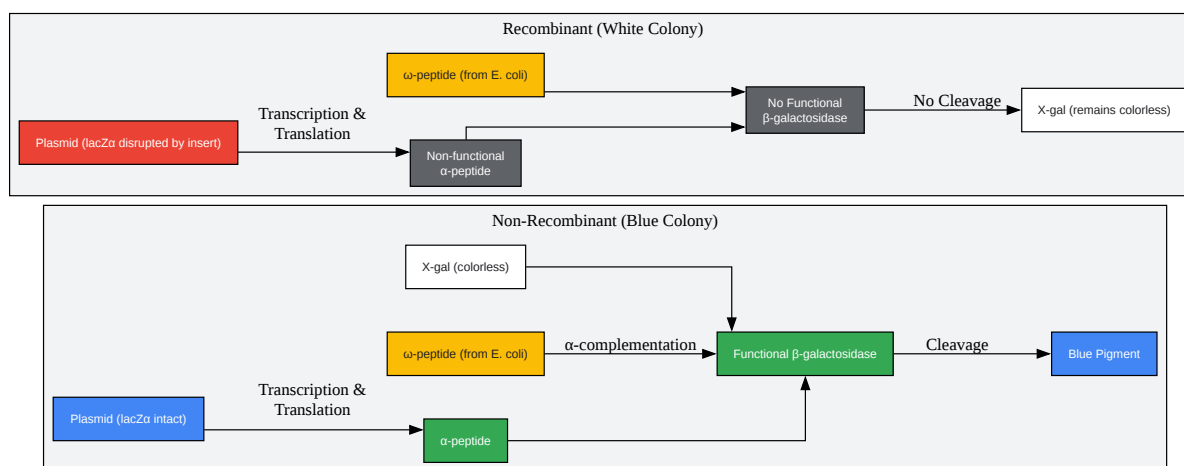 Recombinant (White Colony)
ω-peptide (from E. coli)
No Functional
β-galactosidase
No Cleavage
X-gal (remains colorless)
Transcription &
Translation
Plasmid (lacZα disrupted by insert)
Non-functional
α-peptide
Non-Recombinant (Blue Colony)
X-gal (colorless)
ω-peptide (from E. coli)
α-complementation
Functional β-galactosidase
Cleavage
Blue Pigment
Transcription &
Translation
Plasmid (lacZα intact)
α-peptide